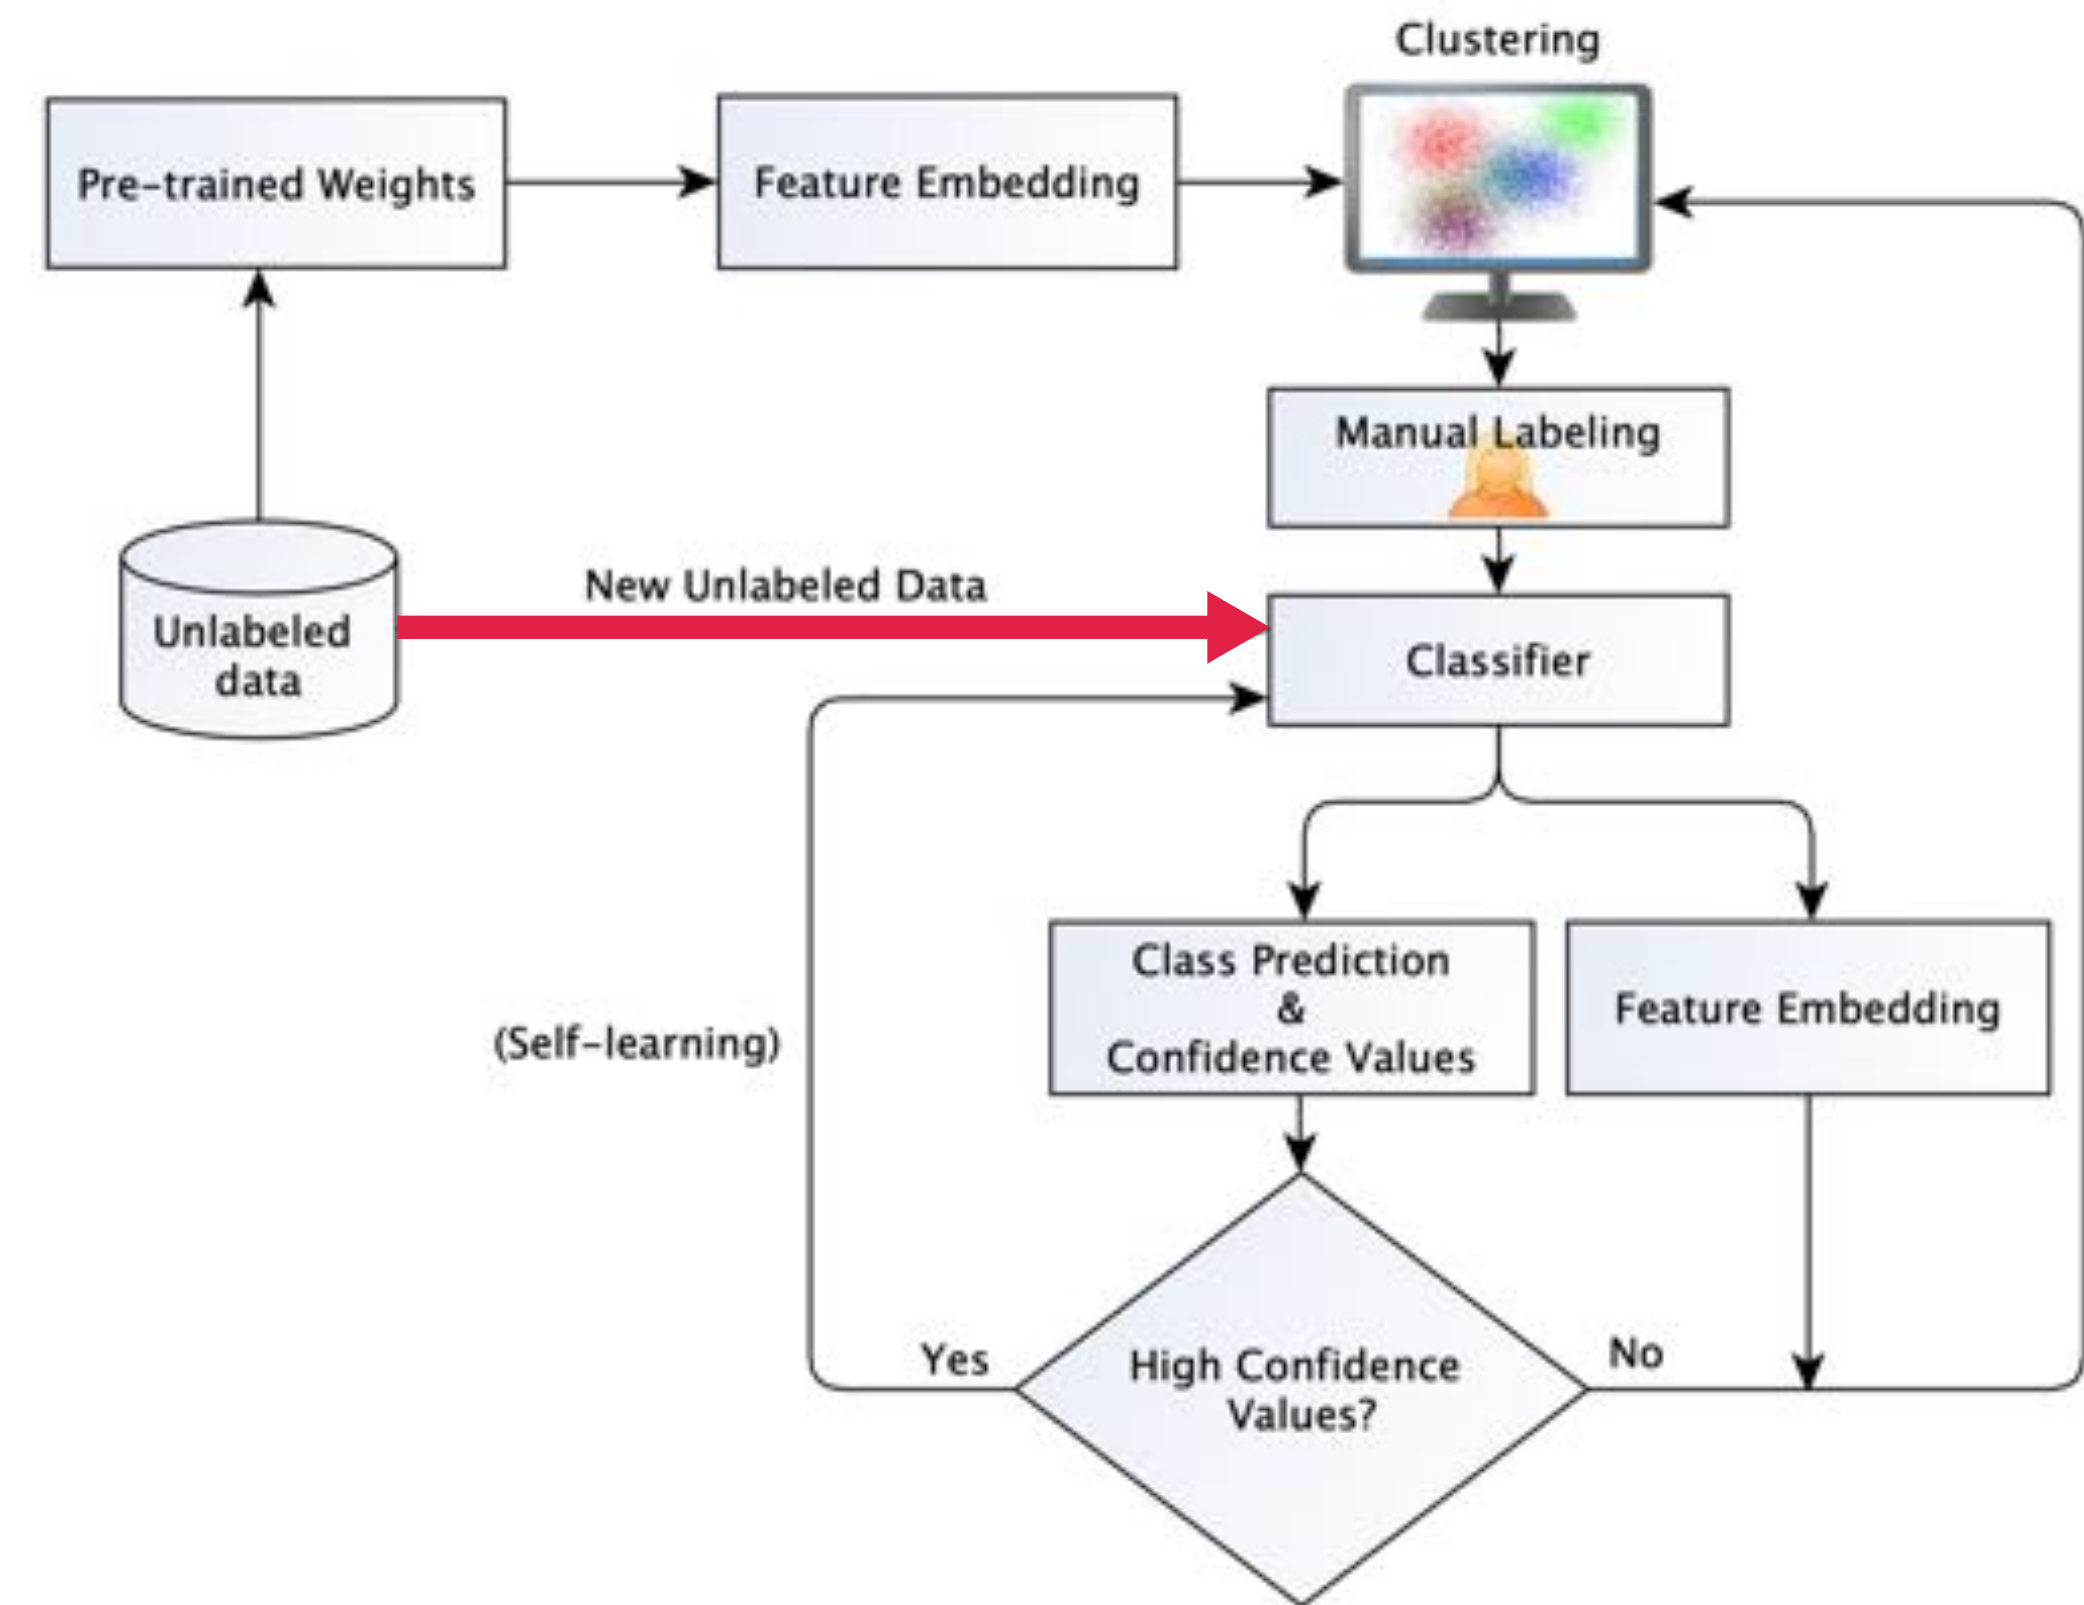 Clustering
Pre-trained Weights
Feature Embedding
Manual Labeling
New Unlabeled Data
Unlabeled
data
Classifier
Class Prediction
&
Confidence Values
Feature Embedding
(Self-learning)
Yes
High Confidence
Values?
No